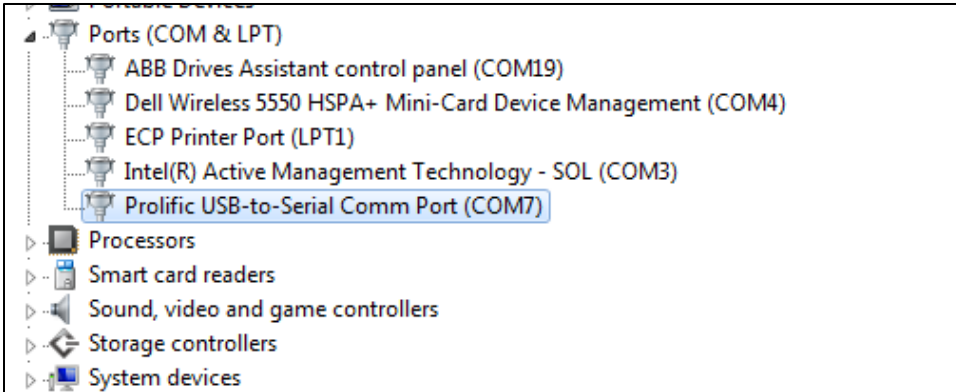 Portable Devices
Ports (COM & LPT)
ABB Drives Assistant control panel (COM19)
Dell Wireless 5550 HSPA+ Mini-Card Device Management (COM4)
ECP Printer Port (LPT1)
Intel(R) Active Management Technology - SOL (COM3)
Prolific USB-to-Serial Comm Port (COM7)
Processors
Smart card readers
Sound, video and game controllers
Storage controllers
System devices